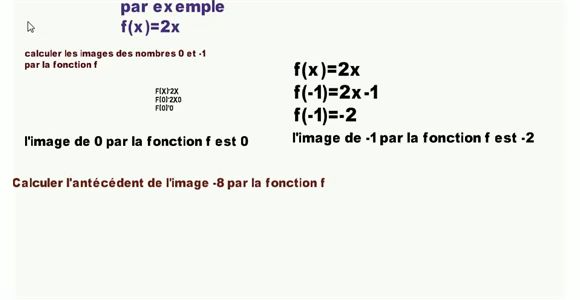 par exemple
f(x)=2x
calculer les images des nombres 0 et -1
par la fonction f
F(X)=2X
F(0)=2X0
F(0)=0
l'image de 0 par la fonction f est 0
f(x)=2x
f(-1)=2x-1
f(-1)=-2
l'image de -1 par la fonction f est -2
Calculer l'antécédent de l'image -8 par la fonction f